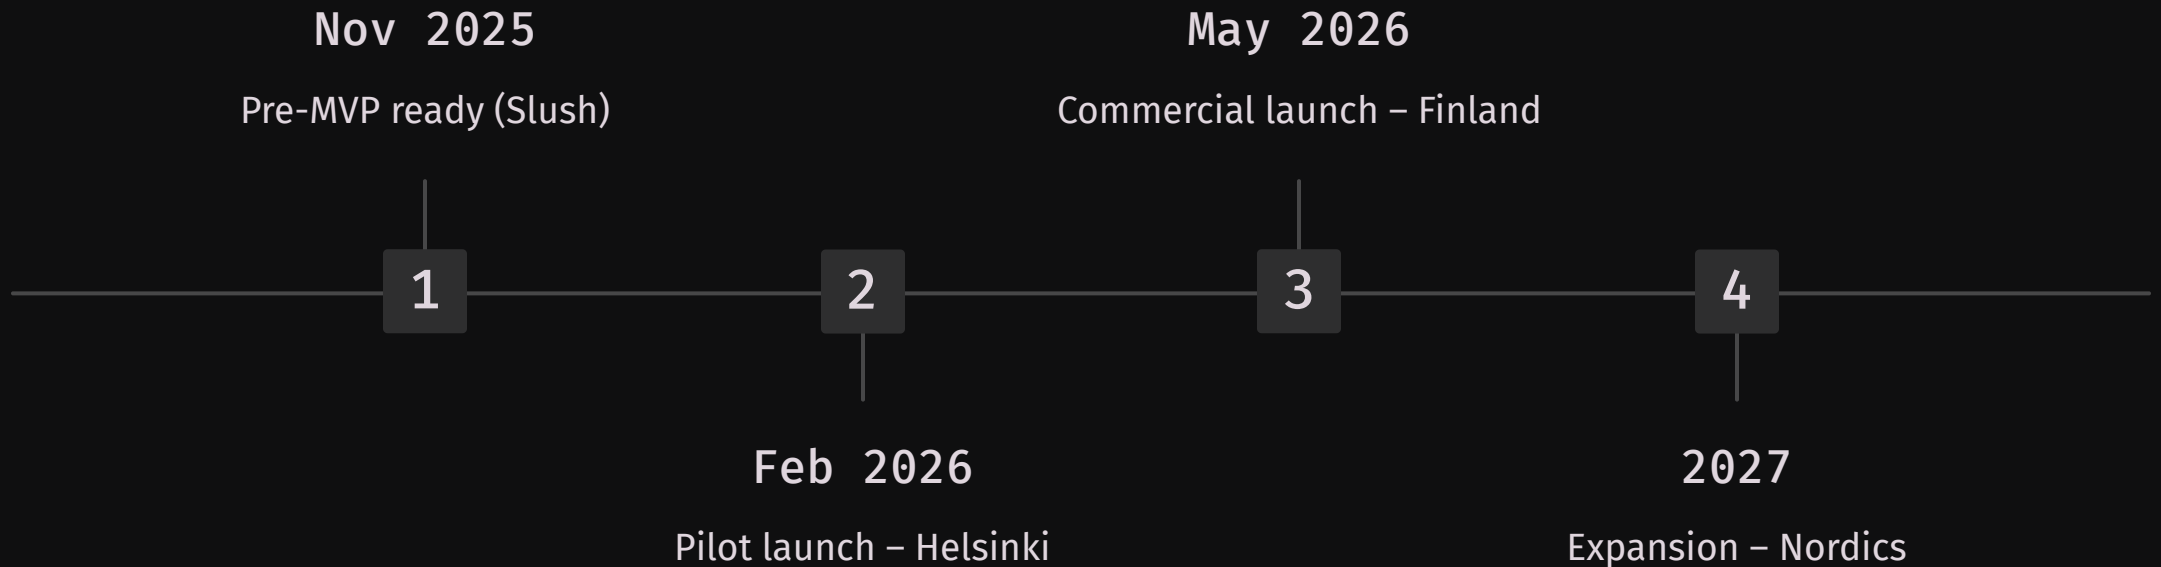 Nov 2025
Pre-MVP ready (Slush)
May 2026
Commercial launch – Finland
1
2
3
4
Feb 2026
Pilot launch – Helsinki
2027
Expansion – Nordics